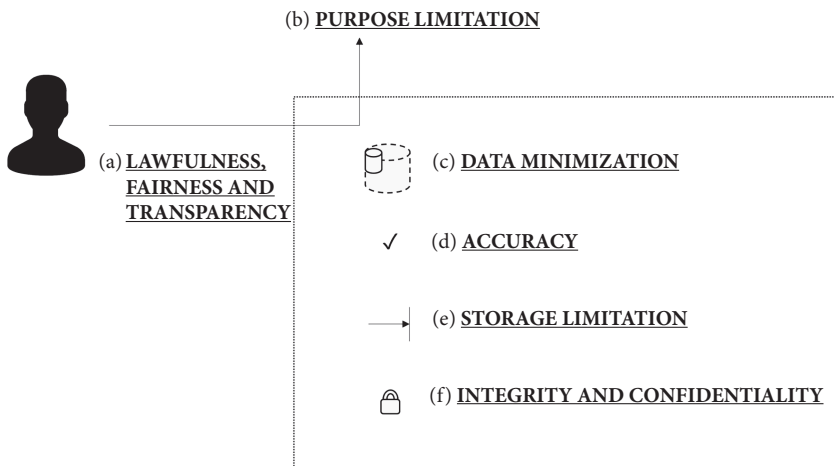 (b) PURPOSE LIMITATION
(a) LAWFULNESS,
FAIRNESS AND
TRANSPARENCY
(c) DATA MINIMIZATION
(d) ACCURACY
(e) STORAGE LIMITATION
(f) INTEGRITY AND CONFIDENTIALITY